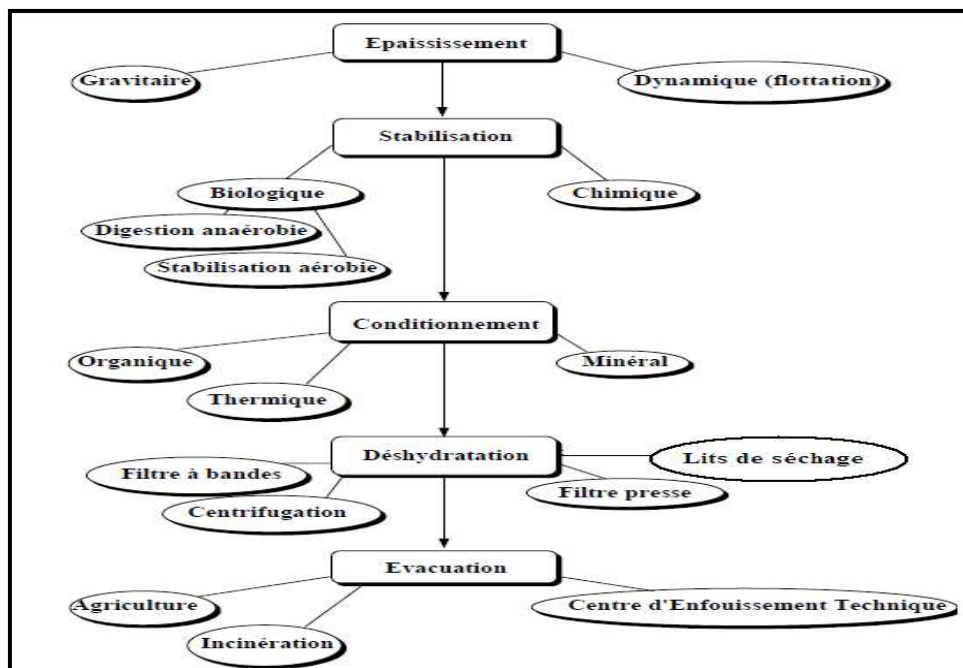 Epaississement
Gravitaire
Dynamique (flottation)
Stabilisation
Biologique
Chimique
Digestion anaérobie
Stabilisation aérobie
Conditionnement
Organique
Minéral
Thermique
Déshydratation
Lits de séchage
Filtre à bandes
Filtre presse
Centrifugation
Evacuation
Agriculture
Centre d'Enfouissement Technique
Incinération